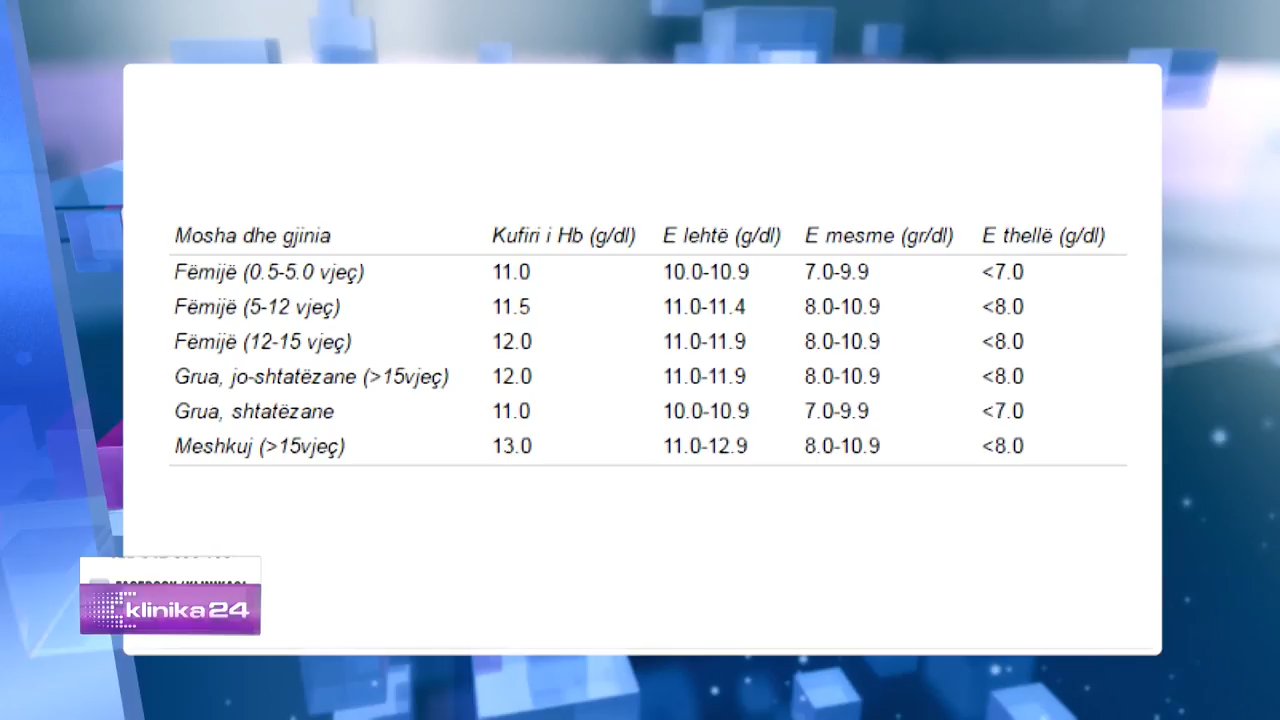 Mosha dhe gjinia Kufiri i Hb (g/dl) E lehtë (g/dl) E mesme (gr/dl) E thellë (g/dl)
Fëmijë (0.5-5.0 vjeç) 11.0 10.0-10.9 7.0-9.9 <7.0
Fëmijë (5-12 vjeç) 11.5 11.0-11.4 8.0-10.9 <8.0
Fëmijë (12-15 vjeç) 12.0 11.0-11.9 8.0-10.9 <8.0
Grua, jo-shtatëzane (>15vjeç) 12.0 11.0-11.9 8.0-10.9 <8.0
Grua, shtatëzane 11.0 10.0-10.9 7.0-9.9 <7.0
Meshkuj (>15vjeç) 13.0 11.0-12.9 8.0-10.9 <8.0
klinika 24